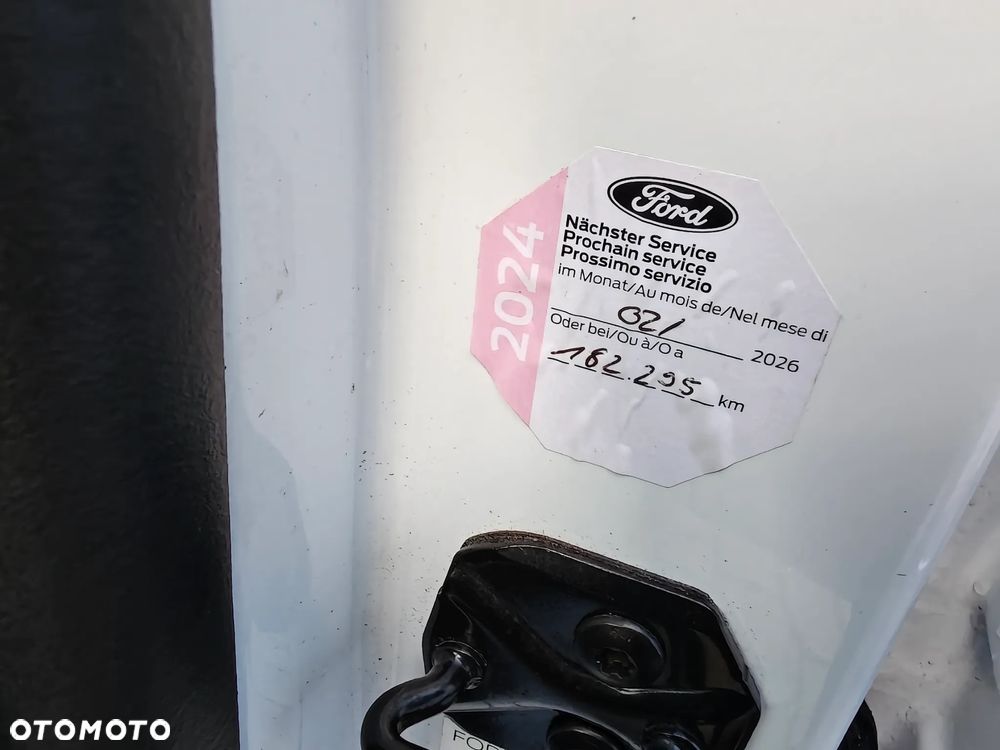 Ford
2024
Nächster Service
Prochain service
Prossimo servizio
im Monat/Au mois de/Nel mese di
02/ 2026
Oder bei/Ou à/O a
162.295 km
FOR
OTOMOTO